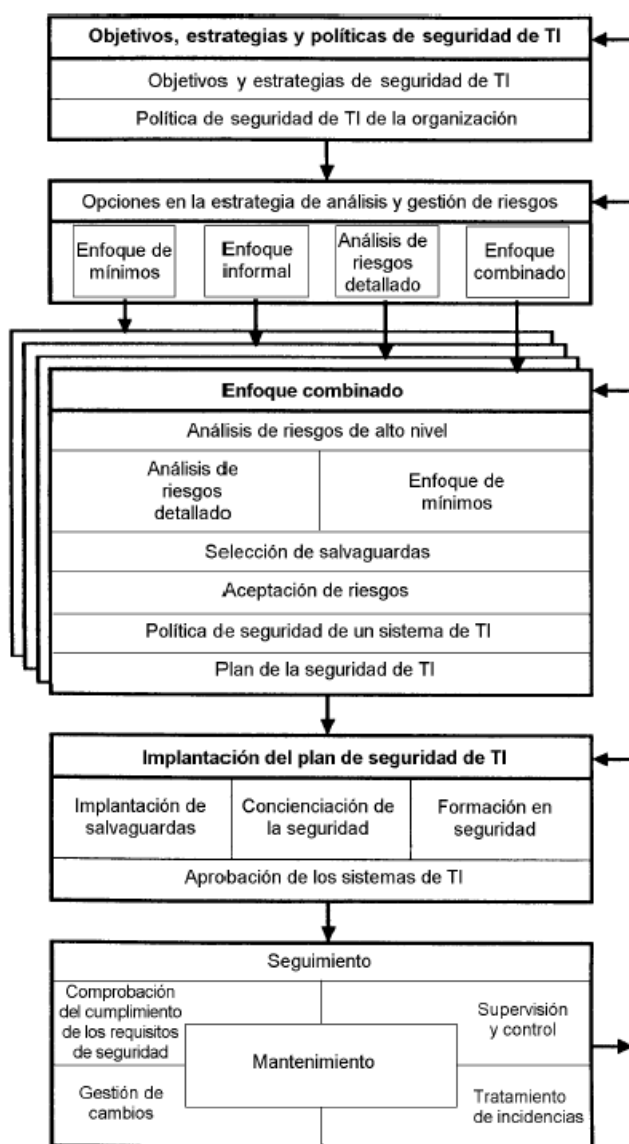 Objetivos, estrategias y políticas de seguridad de TI
Objetivos y estrategias de seguridad de TI
Política de seguridad de TI de la organización
Opciones en la estrategia de análisis y gestión de riesgos
Enfoque de
mínimos
Enfoque
informal
Análisis de
riesgos
detallado
Enfoque
combinado
Enfoque combinado
Análisis de riesgos de alto nivel
Análisis de
riesgos
detallado
Enfoque de
mínimos
Selección de salvaguardas
Aceptación de riesgos
Política de seguridad de un sistema de TI
Plan de la seguridad de TI
Implantación del plan de seguridad de TI
Implantación de
salvaguardas
Concienciación de
la seguridad
Formación en
seguridad
Aprobación de los sistemas de TI
Seguimiento
Comprobación
del cumplimiento
de los requisitos
de seguridad
Supervisión
y control
Mantenimiento
Gestión de
cambios
Tratamiento
de incidencias